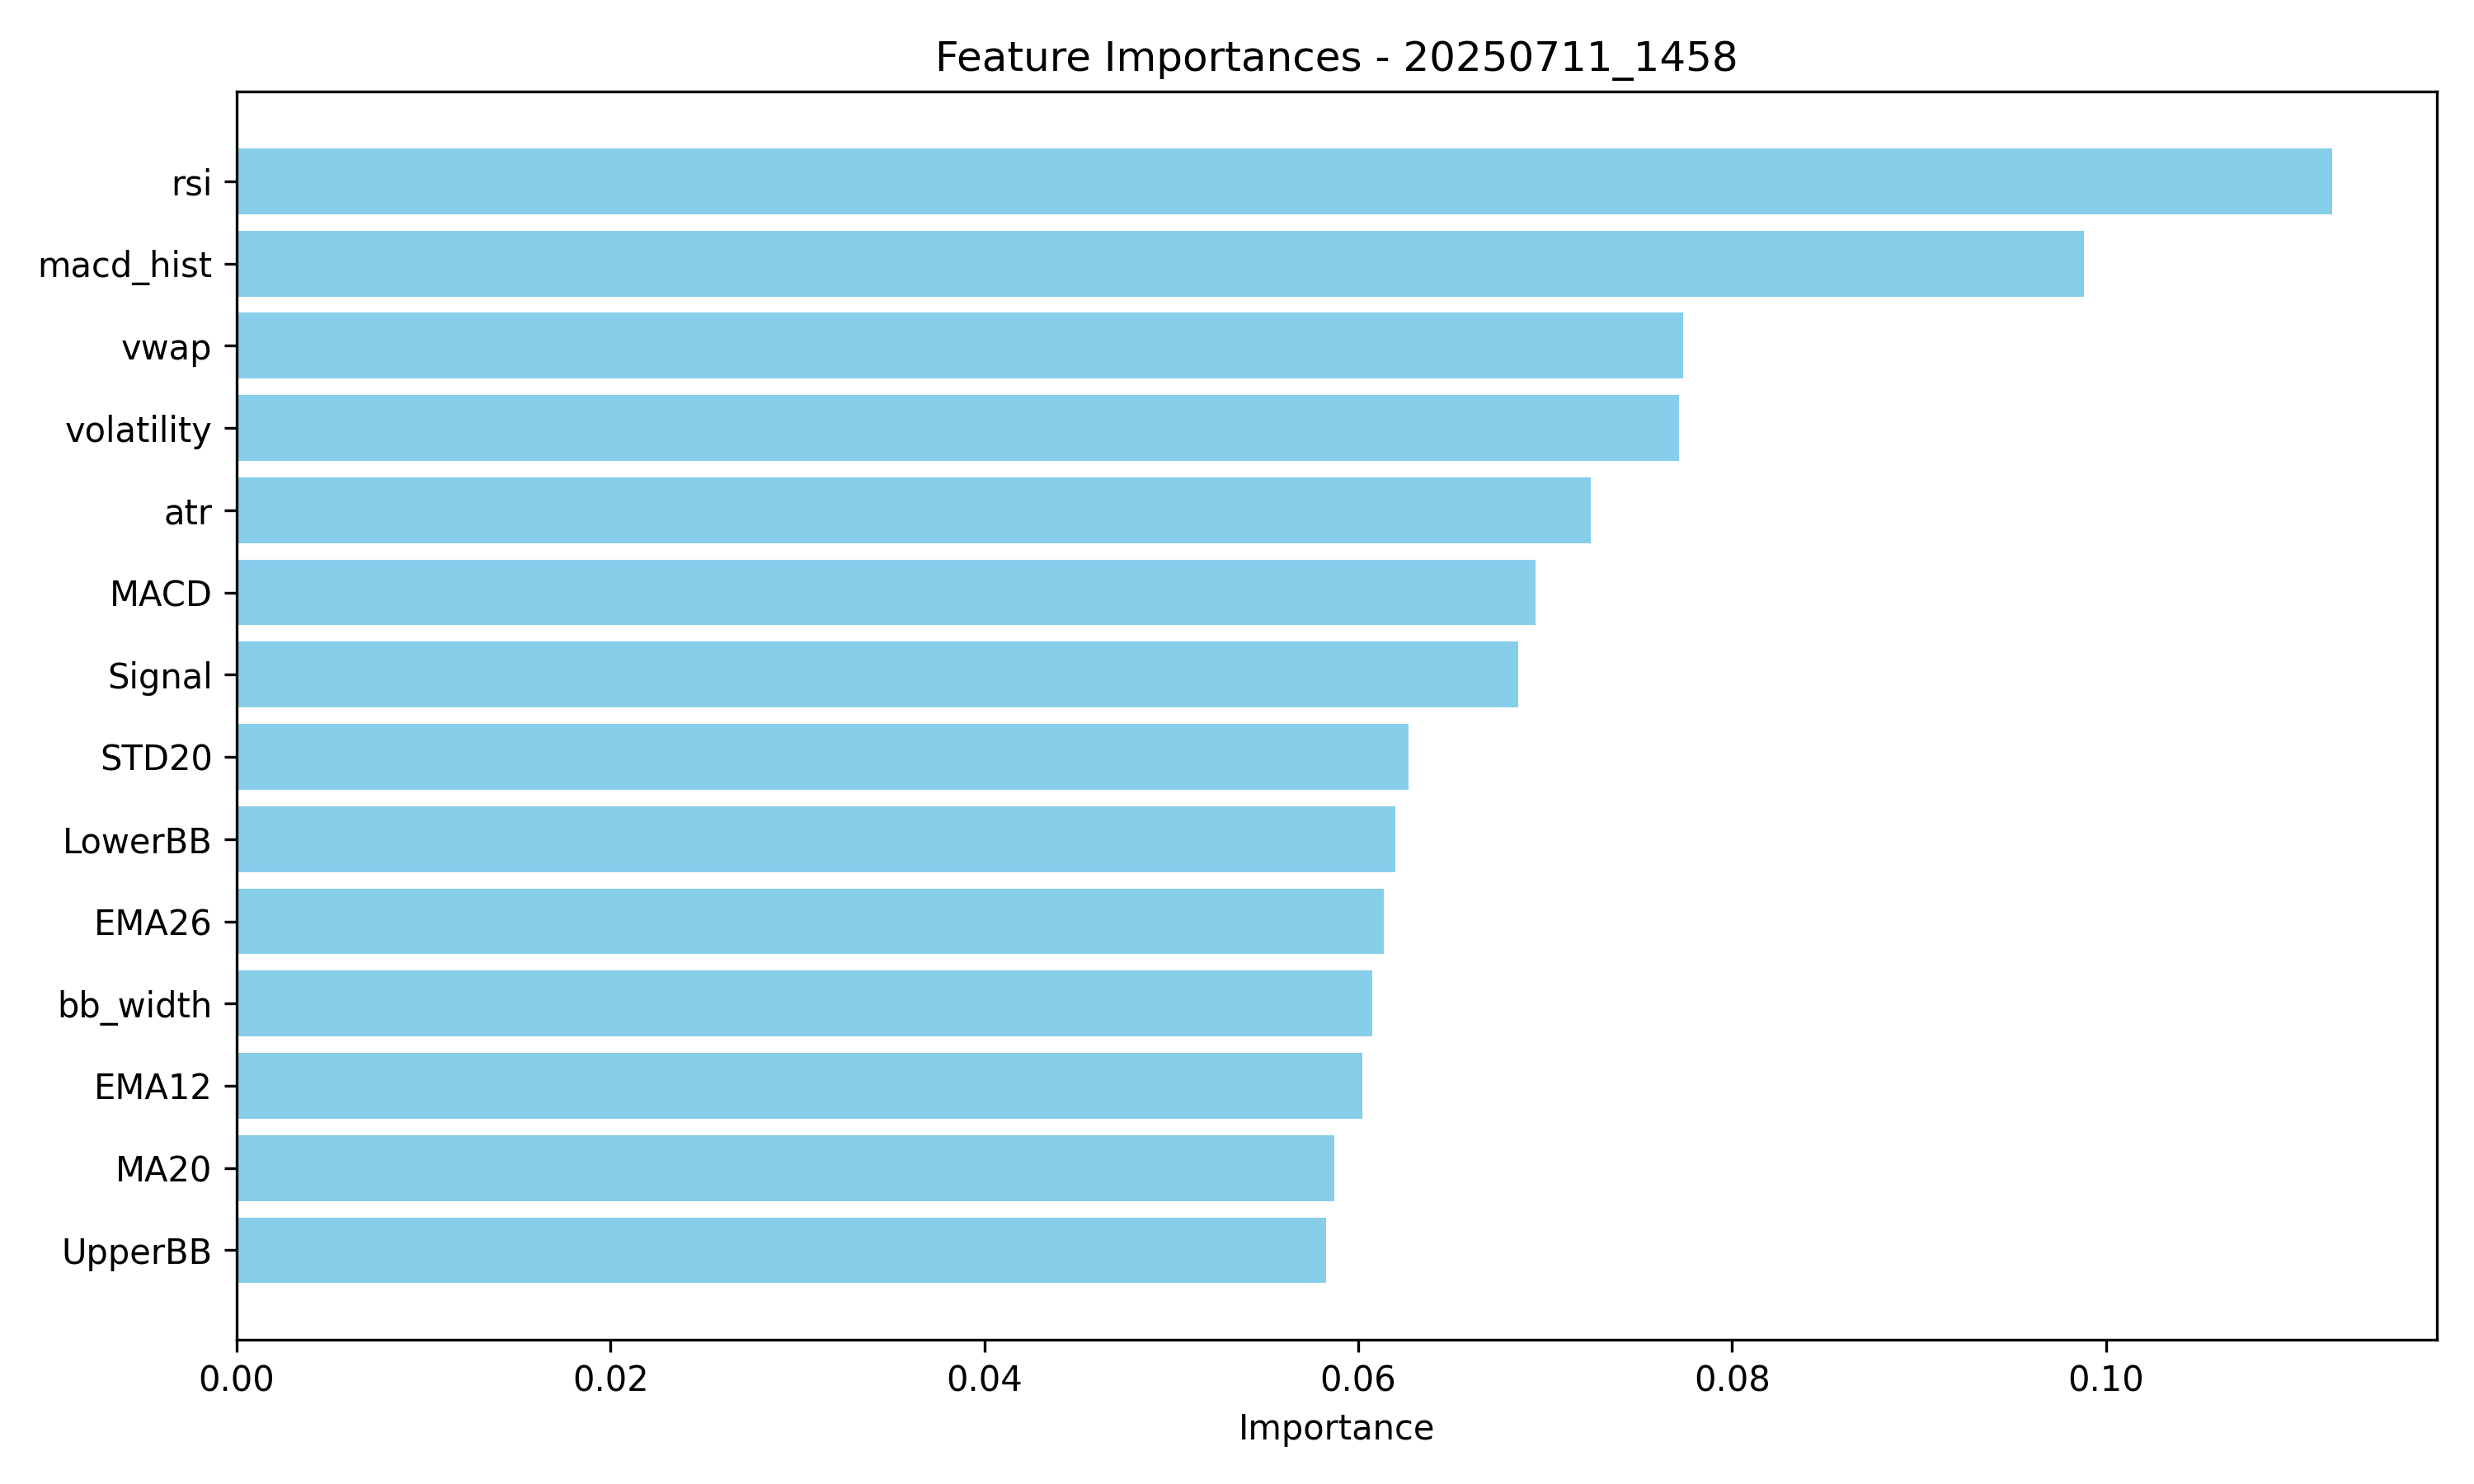 Feature Importances - 20250711_1458
rsi
macd_hist
vwap
volatility
atr
MACD
Signal
STD20
LowerBB
EMA26
bb_width
EMA12
MA20
UpperBB
0.00 0.02 0.04 0.06 0.08 0.10
Importance